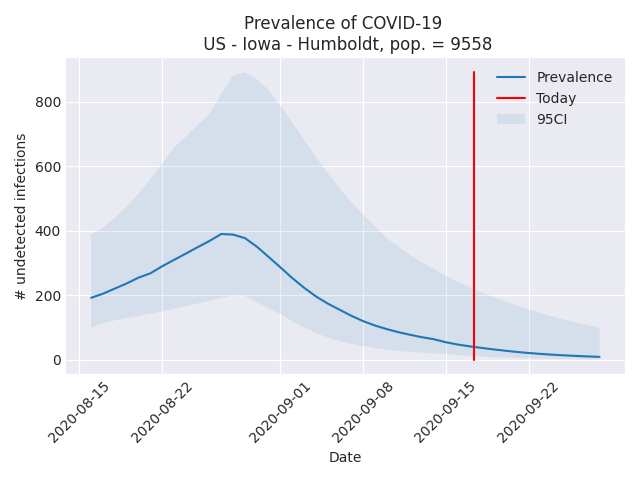 Prevalence of COVID-19
US - Iowa - Humboldt, pop. = 9558
Prevalence
Today
95CI
# undetected infections
800
600
400
200
0
2020-08-15
2020-08-22
2020-09-01
2020-09-08
2020-09-15
2020-09-22
Date